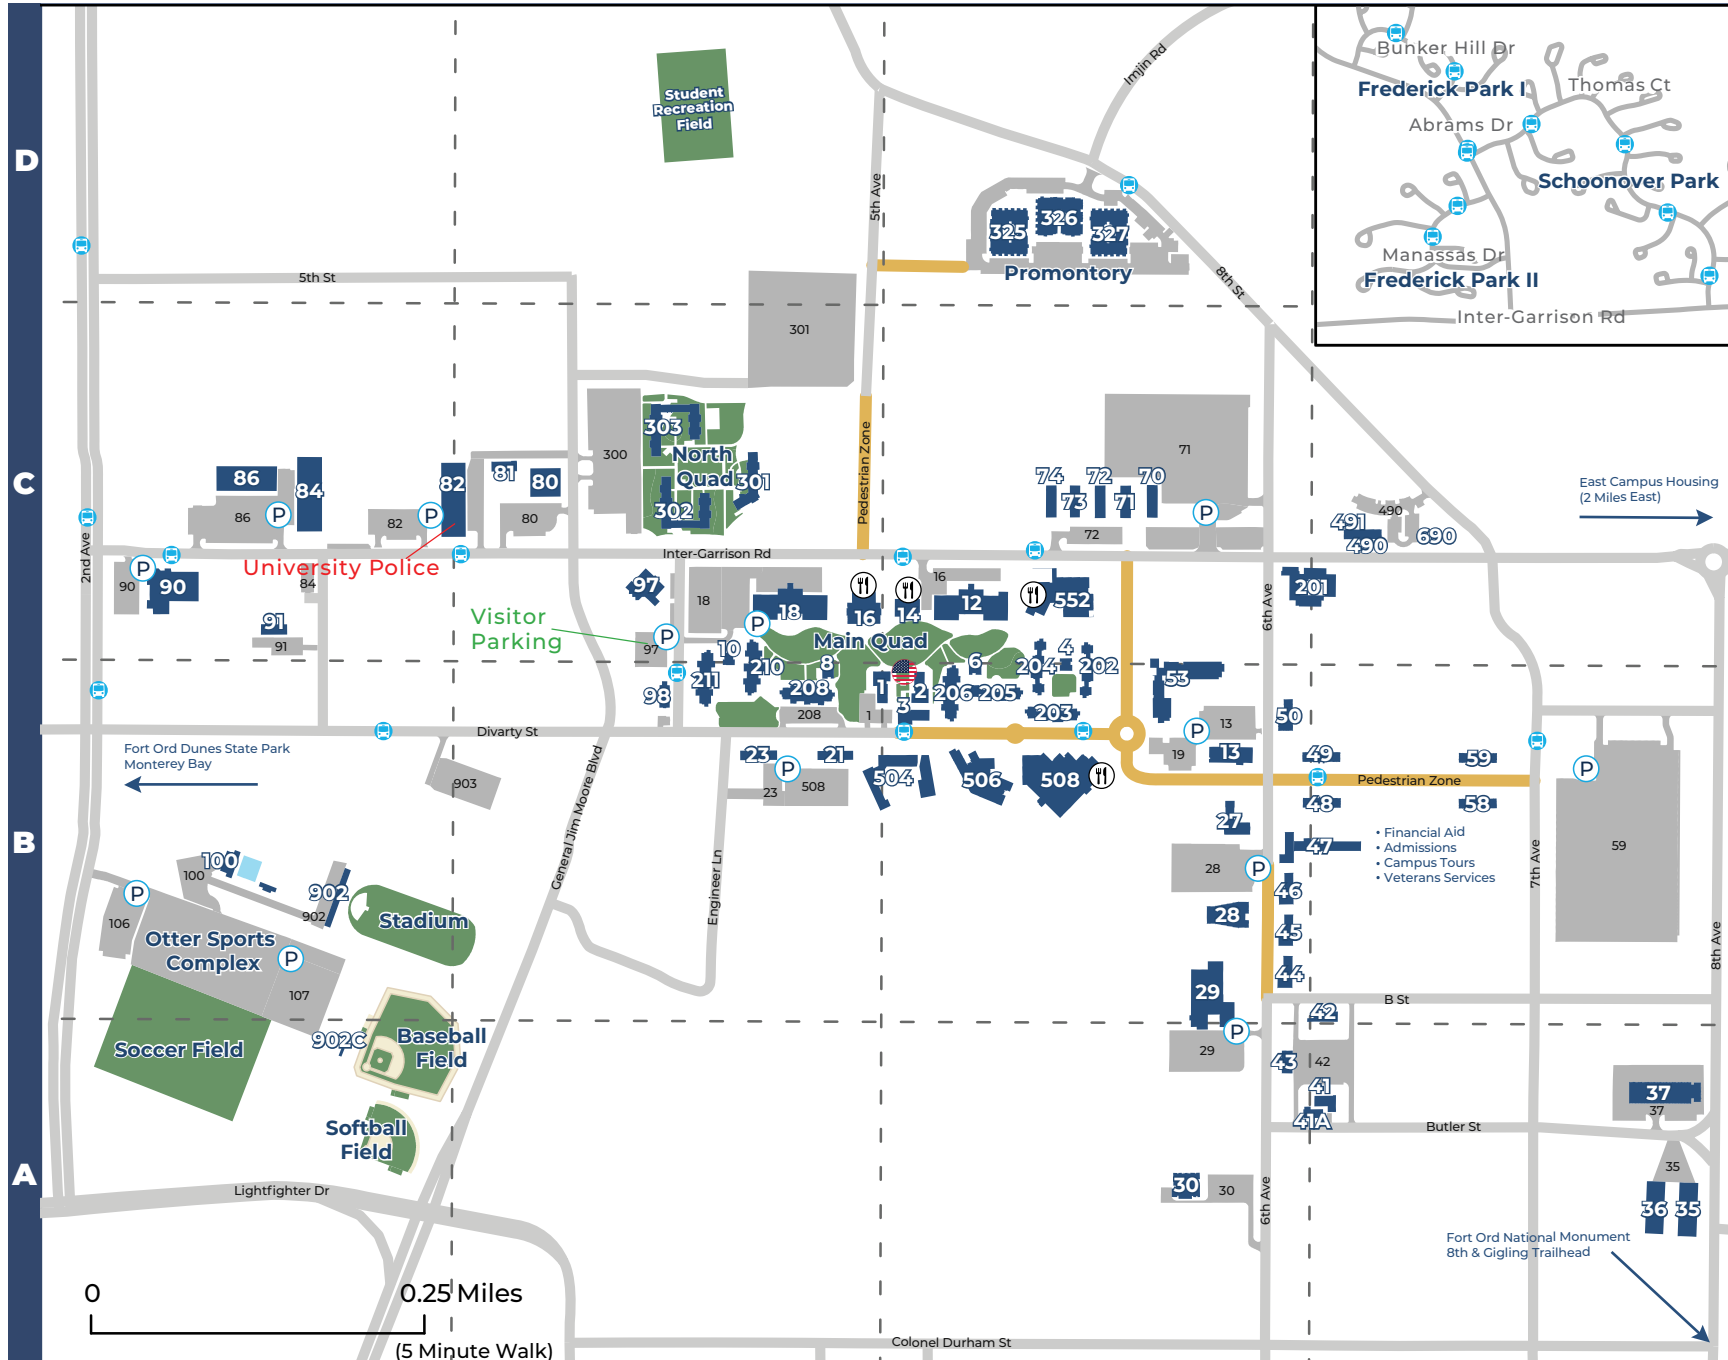 D
C
B
A
Student
Recreation
Field
5th Ave
Imjin Rd
325
326
327
Promontory
8th St
5th St
301
Bunker Hill Dr
Frederick Park I
Thomas Ct
Abrams Dr
Schoonover Park
Manassas Dr
Frederick Park II
Inter-Garrison Rd
300
303
North
Quad
301
302
Pedestrian Zone
71
74
73
72
71
70
P
72
490
491
490
690
East Campus Housing
(2 Miles East)
86
84
86
P
82
P
82
81
80
80
2nd Ave
University Police
Inter-Garrison Rd
P
90
90
84
91
91
Visitor
Parking
97
P
97
18
P
18
16
14
16
12
552
Main Quad
6th Ave
201
10
210
211
98
8
208
208
1
1
2
3
6
206
205
204
4
202
203
53
50
13
P
19
13
49
59
P
Pedestrian Zone
48
58
Divarty St
Fort Ord Dunes State Park
Monterey Bay
903
23
21
P
23
508
504
506
508
General Jim Moore Blvd
Engineer Ln
27
47
• Financial Aid
• Admissions
• Campus Tours
• Veterans Services
28
P
46
28
45
44
29
59
7th Ave
8th Ave
100
100
902
902
P
106
Stadium
Otter Sports
Complex
P
107
Soccer Field
902C
Baseball
Field
Softball
Field
B St
42
P
29
43
42
41
41A
37
37
Butler St
35
36
35
30
30
6th Ave
Lightfighter Dr
Fort Ord National Monument
8th & Gigling Trailhead
0
0.25 Miles
(5 Minute Walk)
Colonel Durham St